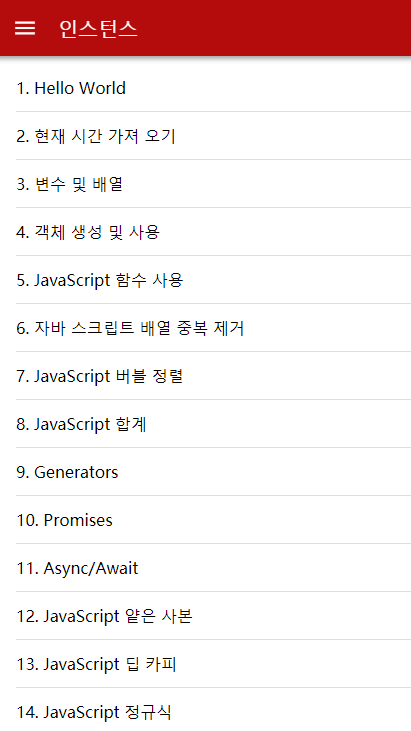 인스턴스
1. Hello World
2. 현재 시간 가져 오기
3. 변수 및 배열
4. 객체 생성 및 사용
5. JavaScript 함수 사용
6. 자바 스크립트 배열 중복 제거
7. JavaScript 버블 정렬
8. JavaScript 합계
9. Generators
10. Promises
11. Async/Await
12. JavaScript 얕은 사본
13. JavaScript 딥 카피
14. JavaScript 정규식